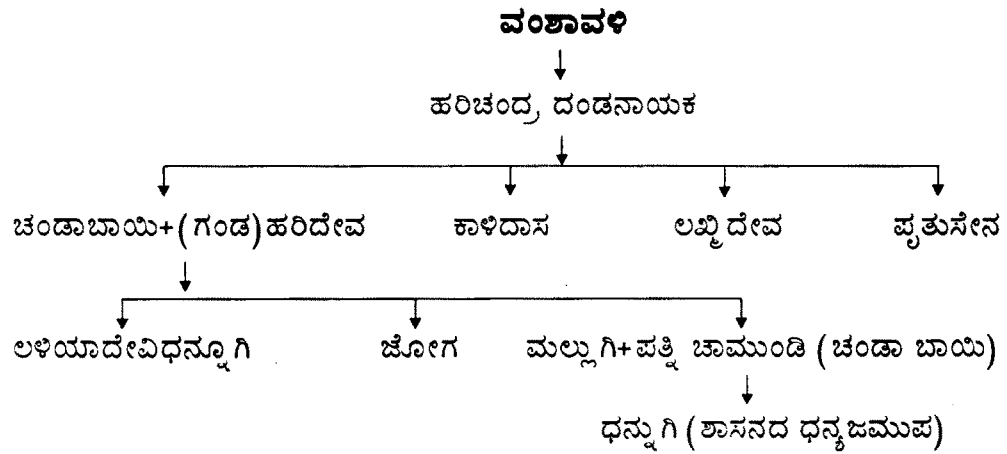 ವಂಶಾವಳಿ
ಹರಿಚಂದ್ರ ದಂಡನಾಯಕ
ಚಂಡಾಬಾಯಿ+(ಗಂಡ)ಹರಿದೇವ ಕಾಳಿದಾಸ ಲಖ್ಮಿದೇವ ಪೃತುಸೇನ
ಲಳಿಯಾದೇವಿಧನ್ನೂಗಿ ಜೋಗ ಮಲ್ಲುಗಿ+ಪತ್ನಿ ಚಾಮುಂಡಿ (ಚಂಡಾ ಬಾಯಿ)
ಧನ್ನುಗಿ (ಶಾಸನದ ಧನ್ಯಜಮುಪ)